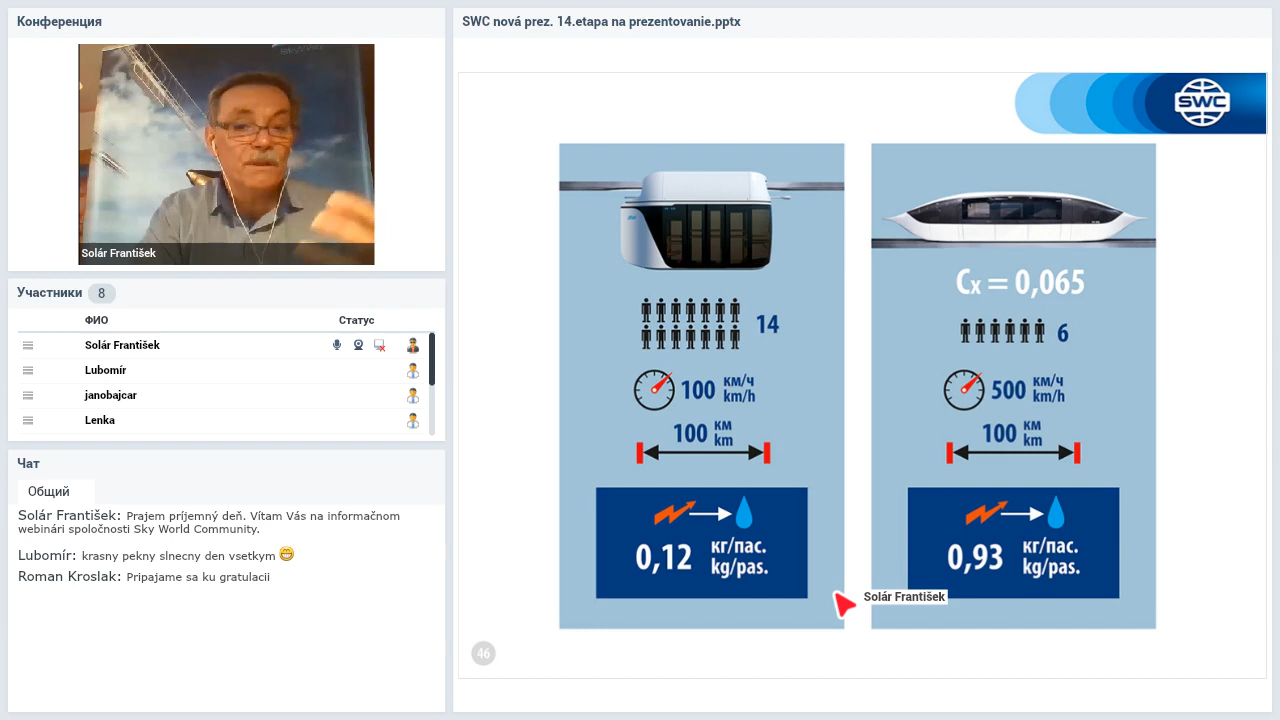 Конференция
Solár František
Участники 8
ФИО Статус
Solár František
Lubomír
janobajcar
Lenka
Чат
Общий
Solár František: Prajem príjemný deň. Vítam Vás na informačnom
webinári spoločnosti Sky World Community.
Lubomír: krasny pekny slnecny den vsetkym
Roman Kroslak: Pripajame sa ku gratulacii
SWC nová prez. 14.etapa na prezentovanie.pptx
SWC
14
100 км/ч
km/h
100 км
km
0,12 кг/пас.
kg/pas.
Cx = 0,065
6
500 км/ч
km/h
100 км
km
0,93 кг/пас.
kg/pas.
Solár František
46